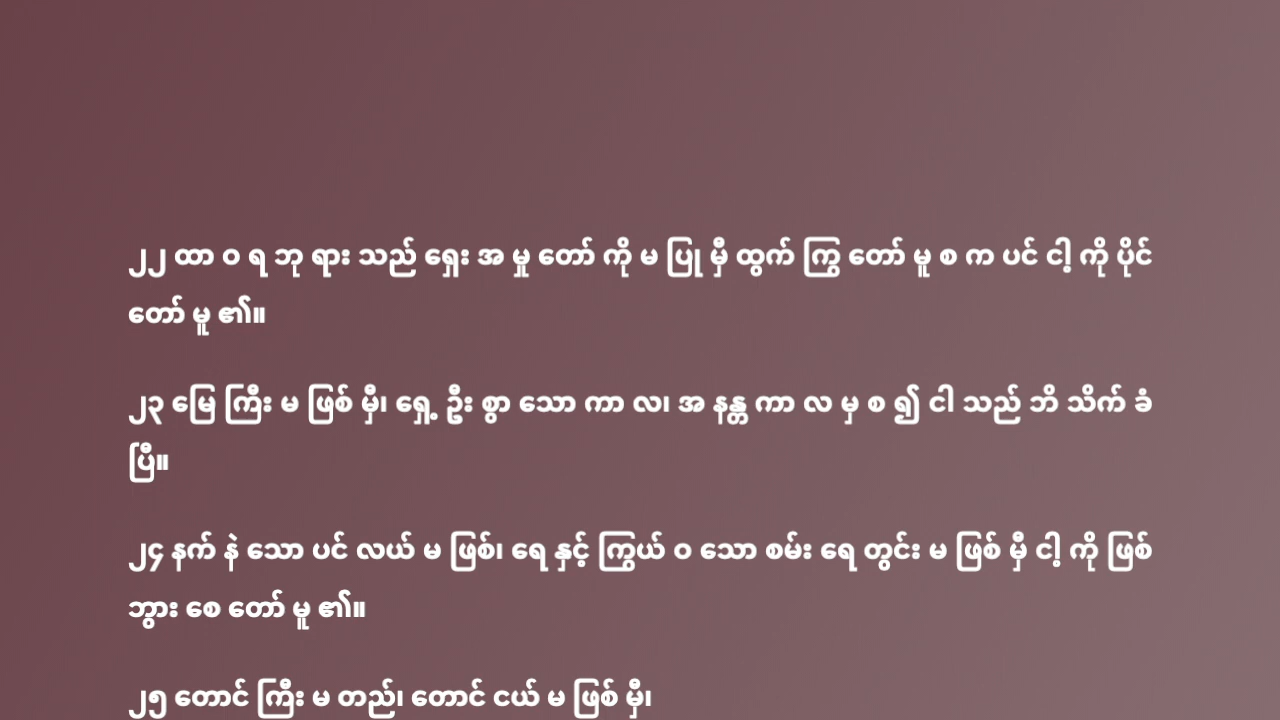 ၂၂ ထာ ဝ ရ ဘု ရား သည် ရှေး အ မှု တော် ကို မ ပြု မှီ ထွက် ကြွ တော် မူ စ က ပင် ငါ့ ကို ပိုင်
တော် မူ ၏။
၂၃ မြေ ကြီး မ ဖြစ် မှီ၊ ရှေ့ ဦး စွာ သော ကာ လ၊ အ နန္တ ကာ လ မှ စ ၍ ငါ သည် ဘိ သိက် ခံ
ပြီ။
၂၄ နက် နဲ သော ပင် လယ် မ ဖြစ်၊ ရေ နှင့် ကြွယ် ဝ သော စမ်း ရေ တွင်း မ ဖြစ် မှီ ငါ့ ကို ဖြစ်
ဘွား စေ တော် မူ ၏။
၂၅ တောင် ကြီး မ တည်၊ တောင် ငယ် မ ဖြစ် မှီ၊